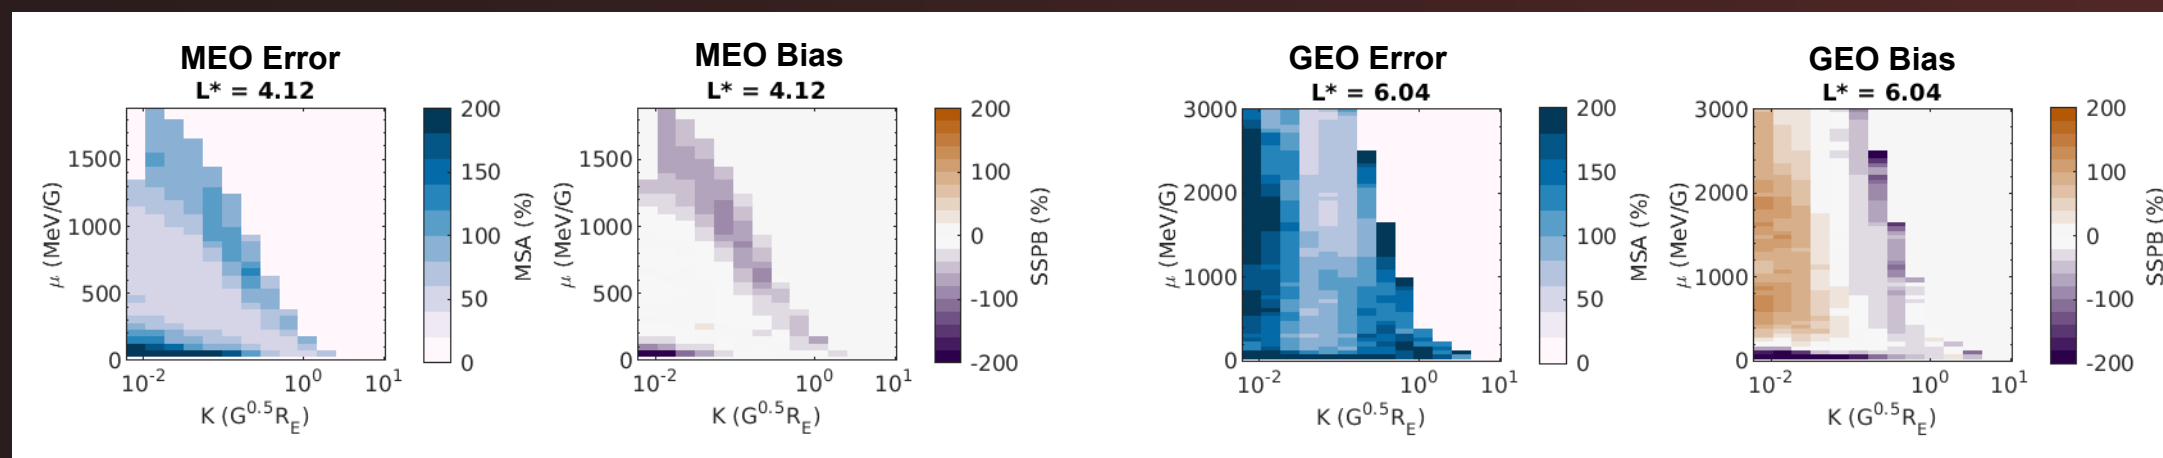 MEO Error
L* = 4.12
1500
1000
500
0
10⁻²
10⁰
10¹
K (G⁰·⁵R_E)
μ (MeV/G)
200
150
100
50
0
MSA (%)
MEO Bias
L* = 4.12
1500
1000
500
0
10⁻²
10⁰
10¹
K (G⁰·⁵R_E)
μ (MeV/G)
200
100
0
-100
-200
SSPB (%)
GEO Error
L* = 6.04
3000
2000
1000
0
10⁻²
10⁰
10¹
K (G⁰·⁵R_E)
μ (MeV/G)
200
150
100
50
0
MSA (%)
GEO Bias
L* = 6.04
3000
2000
1000
0
10⁻²
10⁰
10¹
K (G⁰·⁵R_E)
μ (MeV/G)
200
100
0
-100
-200
SSPB (%)